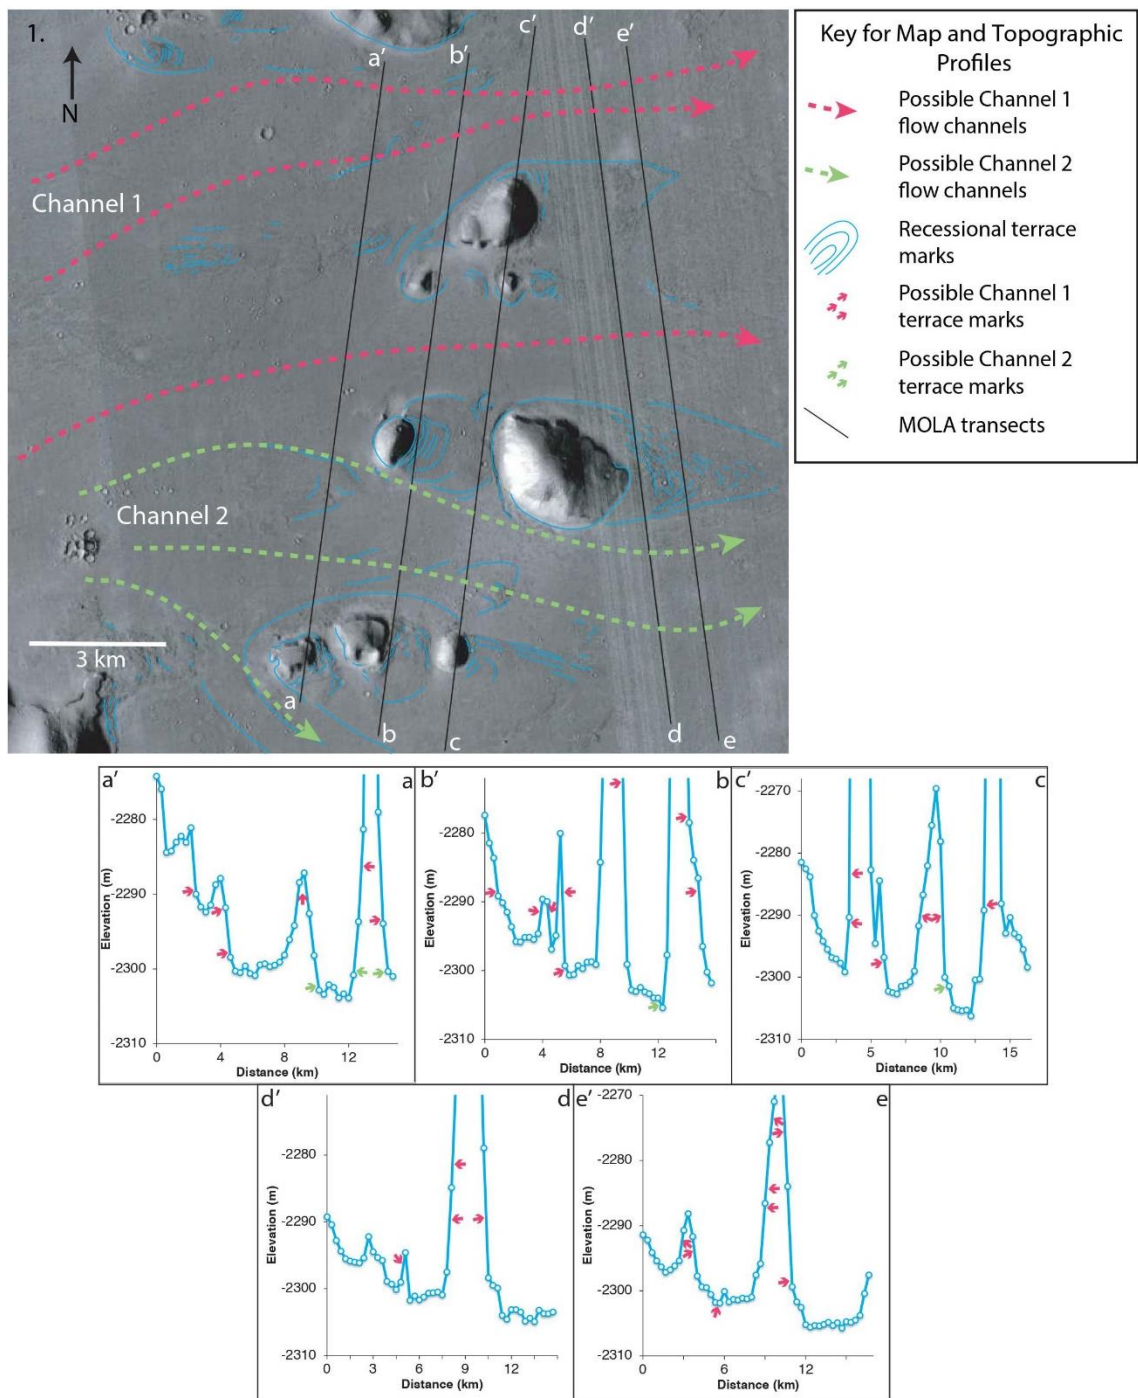 1.
N
a'
b'
c'
d'
e'
Channel 1
Channel 2
3 km
a
b
c
d
e
Key for Map and Topographic
Profiles
Possible Channel 1
flow channels
Possible Channel 2
flow channels
Recessional terrace
marks
Possible Channel 1
terrace marks
Possible Channel 2
terrace marks
MOLA transects
a'
a
-2280
-2290
-2300
-2310
Elevation (m)
0
4
8
12
Distance (km)
b'
b
-2280
-2290
-2300
-2310
Elevation (m)
0
4
8
12
Distance (km)
c'
c
-2270
-2280
-2290
-2300
-2310
Elevation (m)
0
5
10
15
Distance (km)
d'
d
-2280
-2290
-2300
-2310
Elevation (m)
0
3
6
9
12
Distance (km)
e'
e
-2270
-2280
-2290
-2300
-2310
Elevation (m)
0
4
8
12
16
Distance (km)